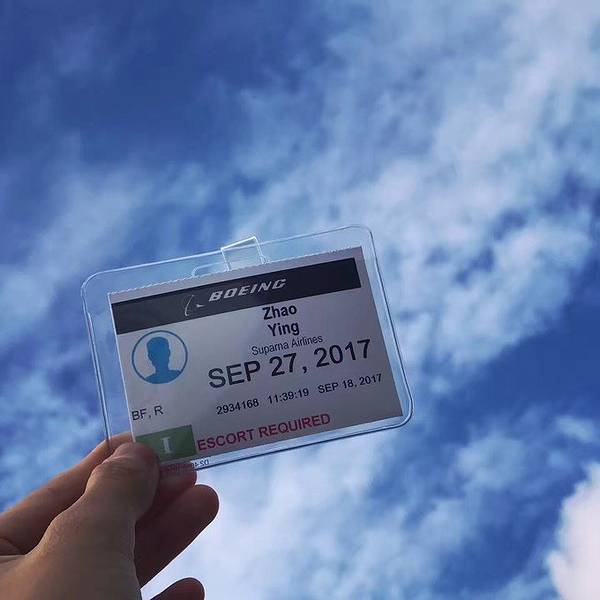 BOEING
Zhao
Ying
Suparna Airlines
SEP 27, 2017
BF, R
2934168 11:39:19 SEP 18, 2017
I
ESCORT REQUIRED